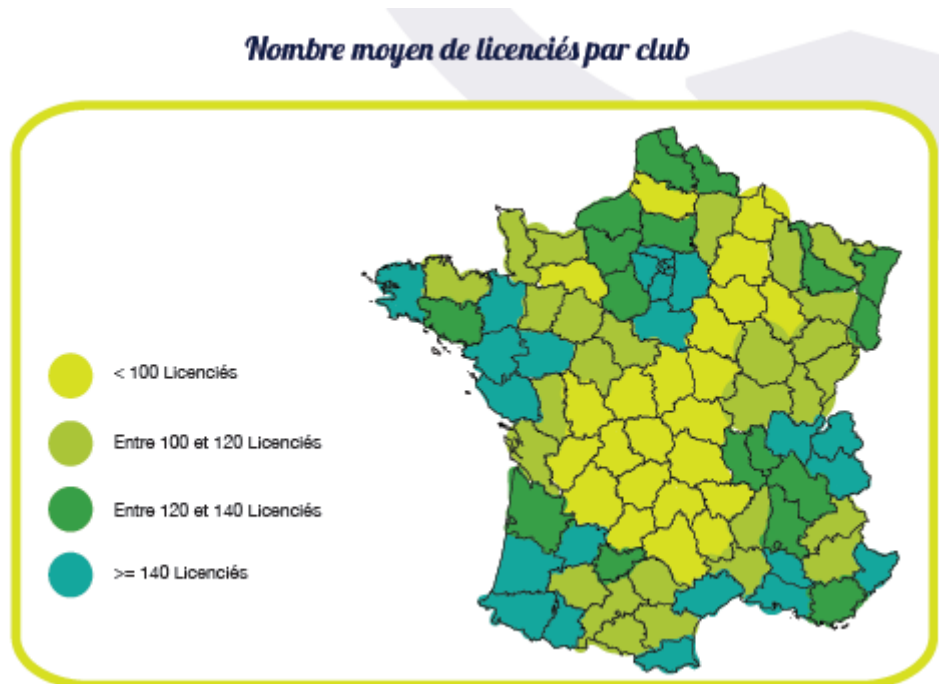 Nombre moyen de licenciés par club
< 100 Licenciés
Entre 100 et 120 Licenciés
Entre 120 et 140 Licenciés
>= 140 Licenciés